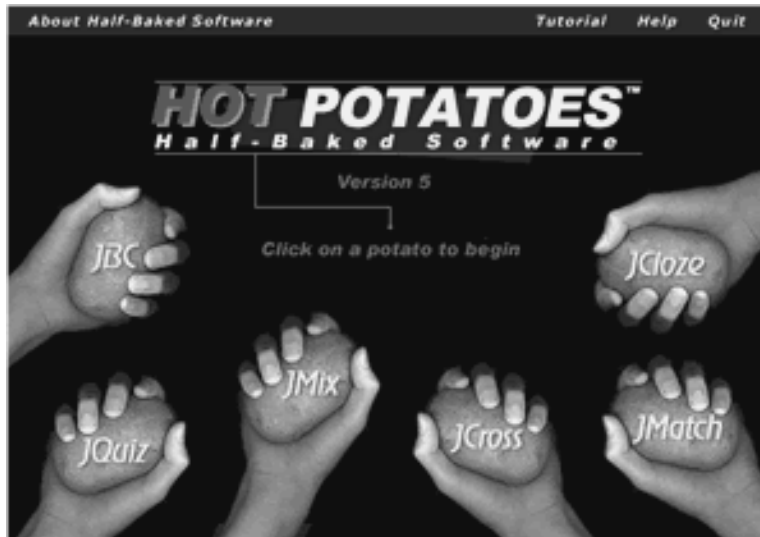 About Half-Baked Software Tutorial Help Quit
HOT POTATOES™
Half-Baked Software
Version 5
Click on a potato to begin
JBC
JCloze
JMix
JQuiz
JCross
JMatch